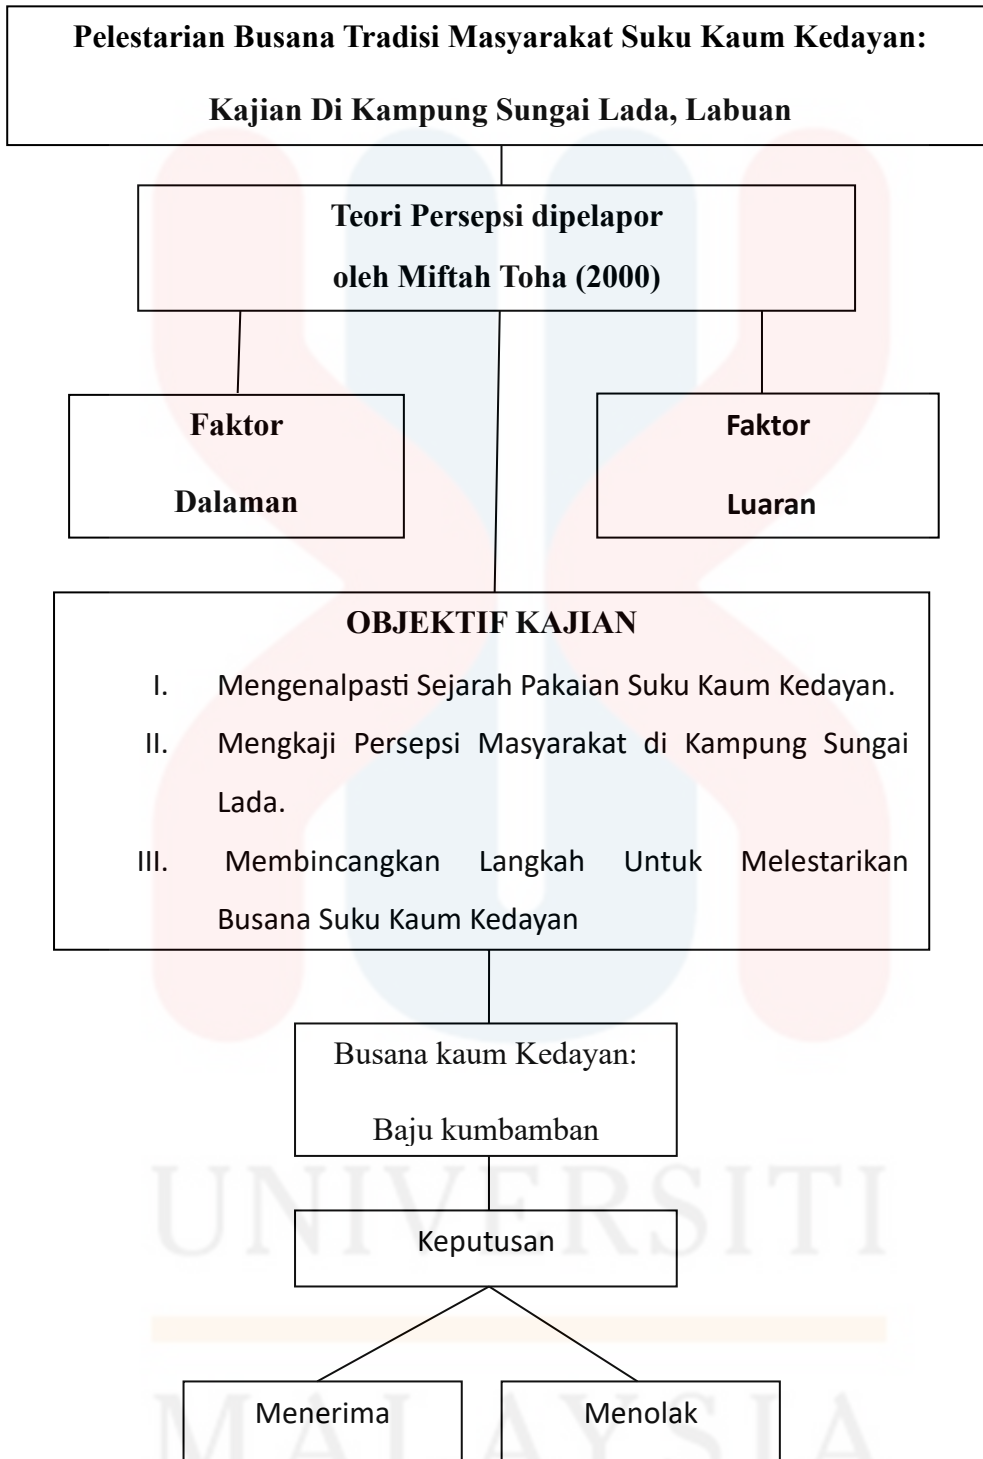 Pelestarian Busana Tradisi Masyarakat Suku Kaum Kedayan:
Kajian Di Kampung Sungai Lada, Labuan
Teori Persepsi dipelapor
oleh Miftah Toha (2000)
Faktor
Dalaman
Faktor
Luaran
OBJEKTIF KAJIAN
I. Mengenalpasti Sejarah Pakaian Suku Kaum Kedayan.
II. Mengkaji Persepsi Masyarakat di Kampung Sungai
Lada.
III. Membincangkan Langkah Untuk Melestarikan
Busana Suku Kaum Kedayan
Busana kaum Kedayan:
Baju kumbamban
UNIVERSITI
Keputusan
Menerima
Menolak
MALAYSIA